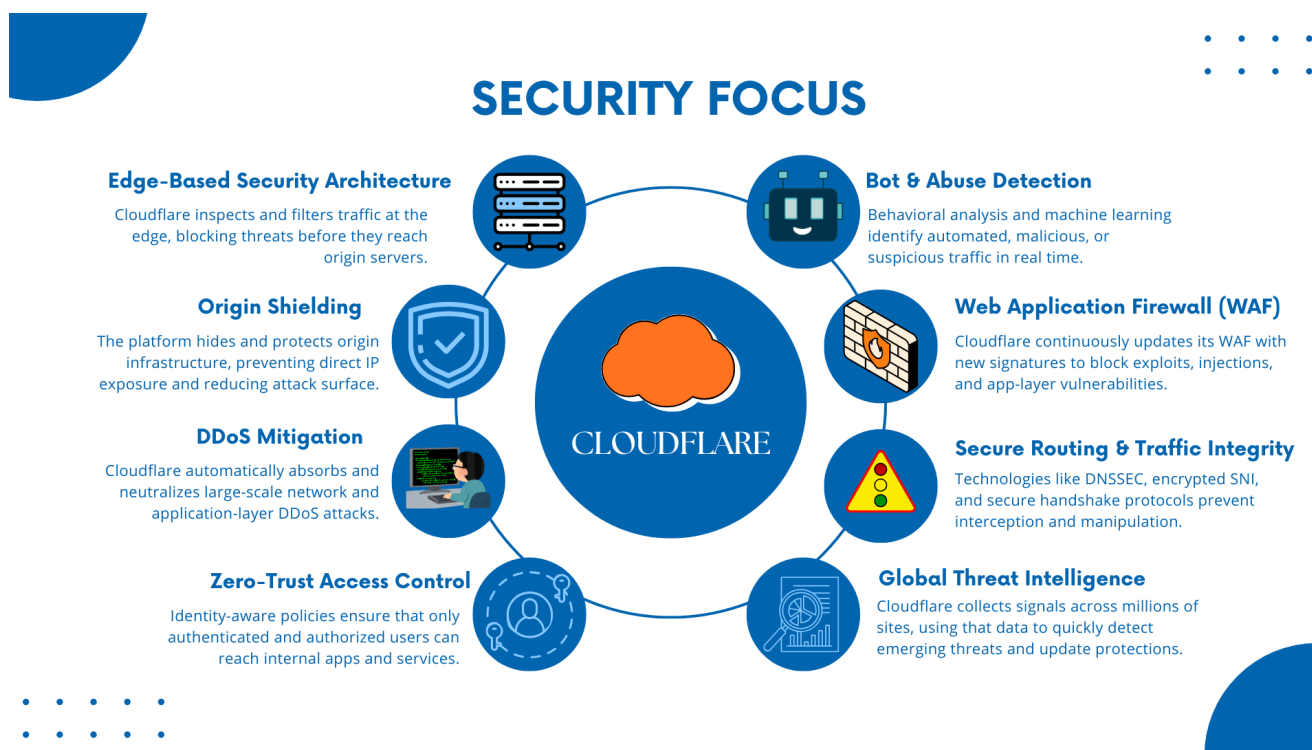 SECURITY FOCUS
Edge-Based Security Architecture
Cloudflare inspects and filters traffic at the
edge, blocking threats before they reach
origin servers.
Origin Shielding
The platform hides and protects origin
infrastructure, preventing direct IP
exposure and reducing attack surface.
DDoS Mitigation
Cloudflare automatically absorbs and
neutralizes large-scale network and
application-layer DDoS attacks.
Zero-Trust Access Control
Identity-aware policies ensure that only
authenticated and authorized users can
reach internal apps and services.
CLOUDFLARE
Bot & Abuse Detection
Behavioral analysis and machine learning
identify automated, malicious, or
suspicious traffic in real time.
Web Application Firewall (WAF)
Cloudflare continuously updates its WAF with
new signatures to block exploits, injections,
and app-layer vulnerabilities.
Secure Routing & Traffic Integrity
Technologies like DNSSEC, encrypted SNI,
and secure handshake protocols prevent
interception and manipulation.
Global Threat Intelligence
Cloudflare collects signals across millions of
sites, using that data to quickly detect
emerging threats and update protections.